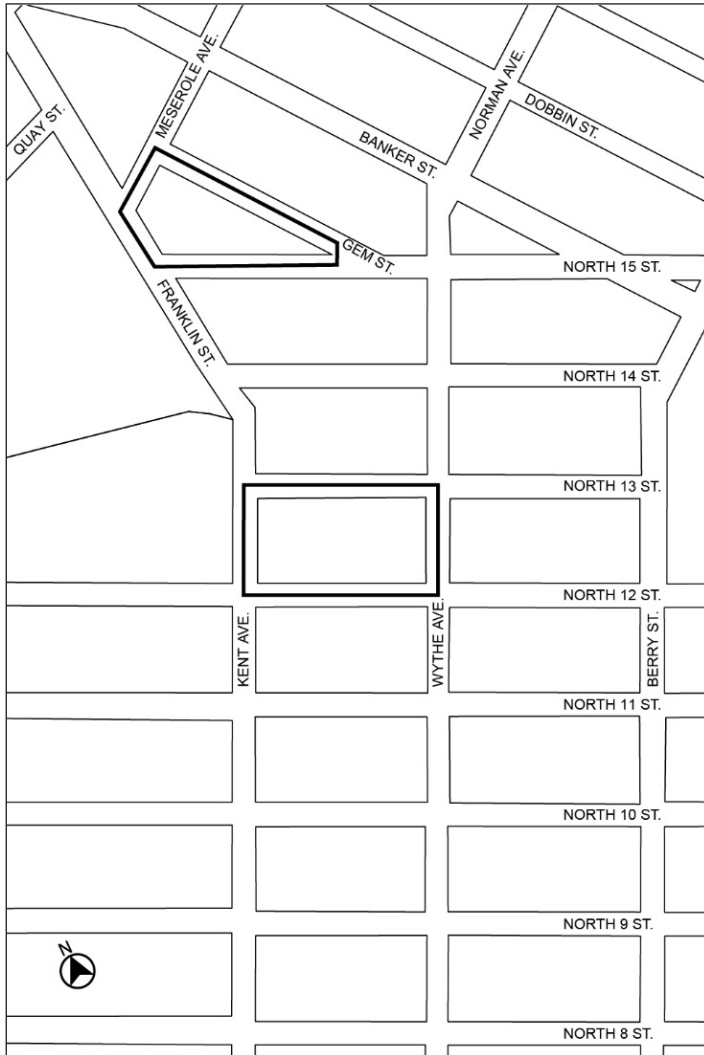 MESEROLE AVE.
QUAY ST.
NORMAN AVE.
DOBBIN ST.
BANKER ST.
GEM ST.
NORTH 15 ST.
FRANKLIN ST.
NORTH 14 ST.
NORTH 13 ST.
NORTH 12 ST.
KENT AVE.
WYTHE AVE.
BERRY ST.
NORTH 11 ST.
NORTH 10 ST.
NORTH 9 ST.
N
NORTH 8 ST.